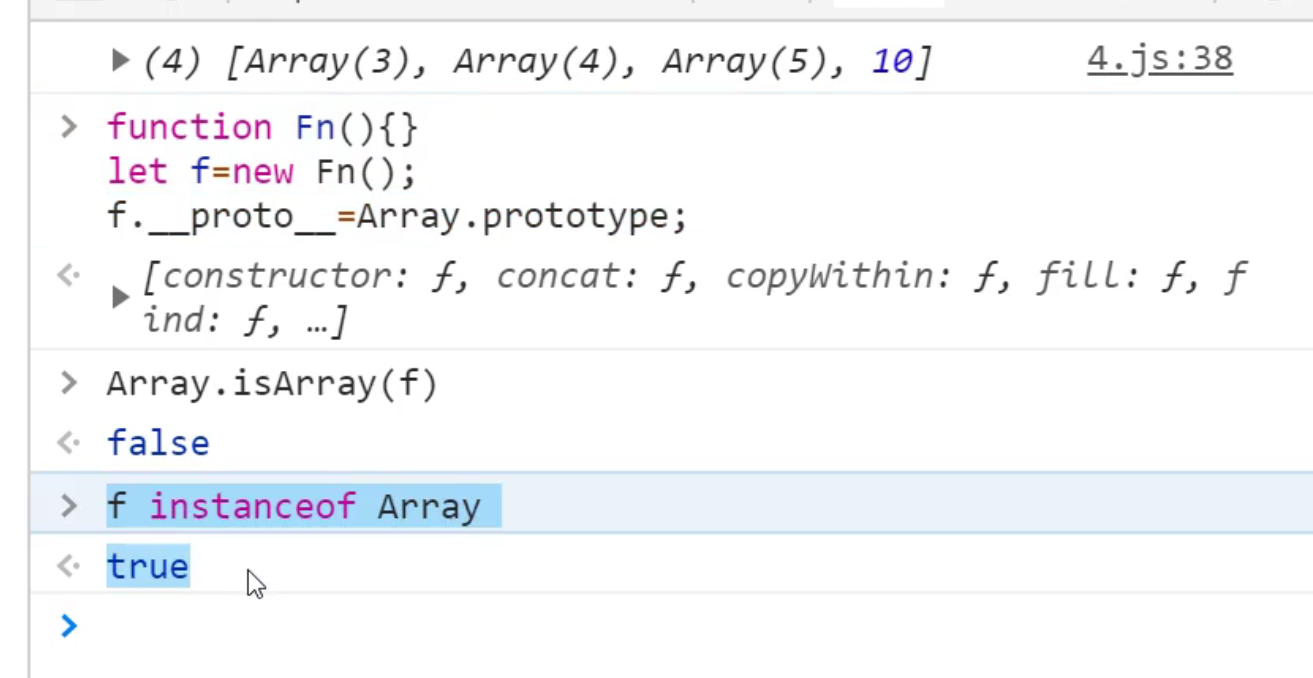 ▶ (4) [Array(3), Array(4), Array(5), 10] 4.js:38
> function Fn(){}
let f=new Fn();
f.__proto__=Array.prototype;
<· ▶ [constructor: ƒ, concat: ƒ, copyWithin: ƒ, fill: ƒ, f
ind: ƒ, …]
> Array.isArray(f)
<· false
> f instanceof Array
<· true
>